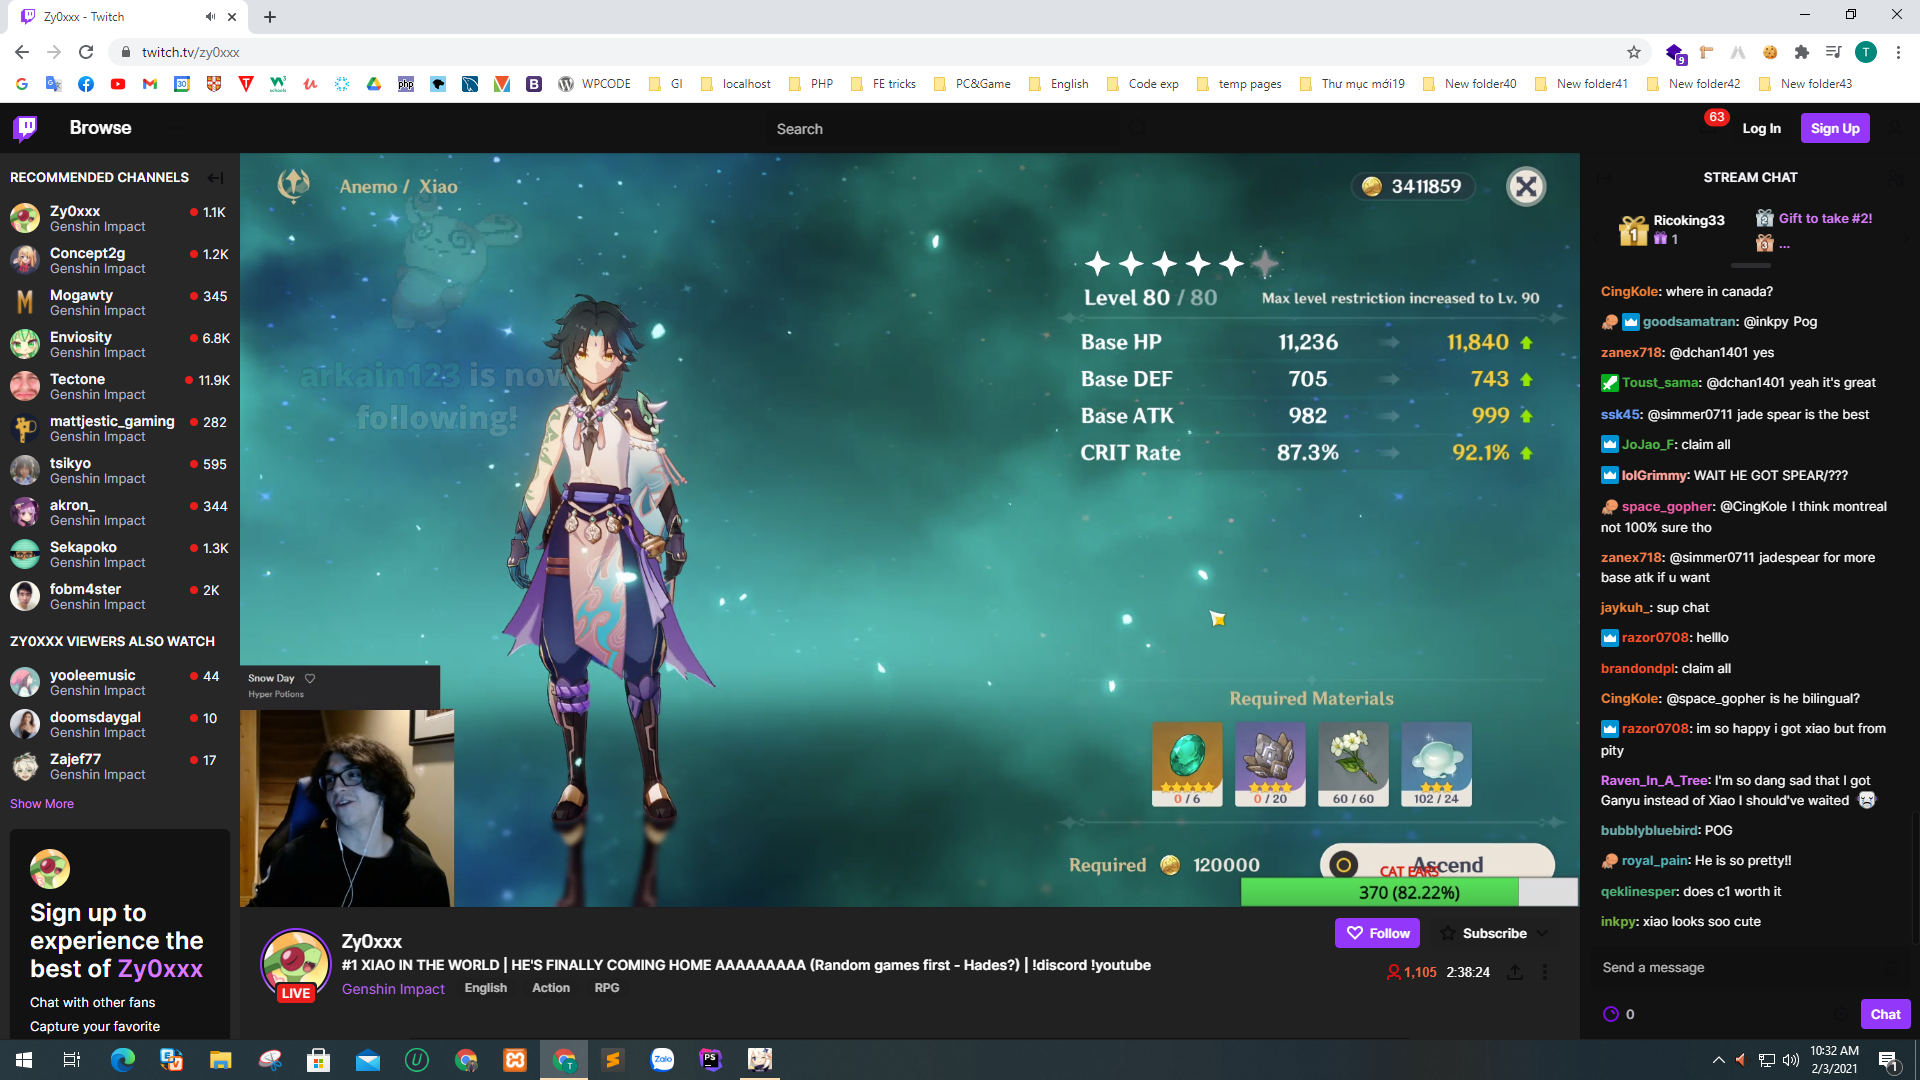 Zy0xxx - Twitch
twitch.tv/zy0xxx
9
T
WPCODE
GI
localhost
PHP
FE tricks
PC&Game
English
Code exp
temp pages
Thư mục mới19
New folder40
New folder41
New folder42
New folder43
Browse
Search
63
Log In
Sign Up
RECOMMENDED CHANNELS
Zy0xxx
1.1K
Genshin Impact
Concept2g
1.2K
Genshin Impact
Mogawty
345
Genshin Impact
Enviosity
6.8K
Genshin Impact
Tectone
11.9K
Genshin Impact
mattjestic_gaming
282
Genshin Impact
tsikyo
595
Genshin Impact
akron_
344
Genshin Impact
Sekapoko
1.3K
Genshin Impact
fobm4ster
2K
Genshin Impact
ZY0XXX VIEWERS ALSO WATCH
yooleemusic
44
Genshin Impact
doomsdaygal
10
Genshin Impact
Zajef77
17
Genshin Impact
Show More
Sign up to
experience the
best of Zy0xxx
Chat with other fans
Capture your favorite
Anemo / Xiao
3411859
arkain123 is now
following!
Level 80 / 80
Max level restriction increased to Lv. 90
Base HP 11,236 11,840
Base DEF 705 743
Base ATK 982 999
CRIT Rate 87.3% 92.1%
Required Materials
0 / 6
0 / 20
60 / 60
102 / 24
Required 120000
Ascend
CAT EARS
370 (82.22%)
Snow Day
Hyper Potions
LIVE
Zy0xxx
#1 XIAO IN THE WORLD | HE'S FINALLY COMING HOME AAAAAAAAA (Random games first - Hades?) | !discord !youtube
Genshin Impact
English
Action
RPG
Follow
Subscribe
1,105
2:38:24
STREAM CHAT
1
Ricoking33
1
2
Gift to take #2!
3
...
CingKole: where in canada?
goodsamatran: @inkpy Pog
zanex718: @dchan1401 yes
Toust_sama: @dchan1401 yeah it's great
ssk45: @simmer0711 jade spear is the best
JoJao_F: claim all
lolGrimmy: WAIT HE GOT SPEAR/???
space_gopher: @CingKole I think montreal
not 100% sure tho
zanex718: @simmer0711 jadespear for more
base atk if u want
jaykuh_: sup chat
razor0708: helllo
brandondpl: claim all
CingKole: @space_gopher is he bilingual?
razor0708: im so happy i got xiao but from
pity
Raven_In_A_Tree: I'm so dang sad that I got
Ganyu instead of Xiao I should've waited
bubblybluebird: POG
royal_pain: He is so pretty!!
qeklinesper: does c1 worth it
inkpy: xiao looks soo cute
Send a message
0
Chat
10:32 AM
2/3/2021
1